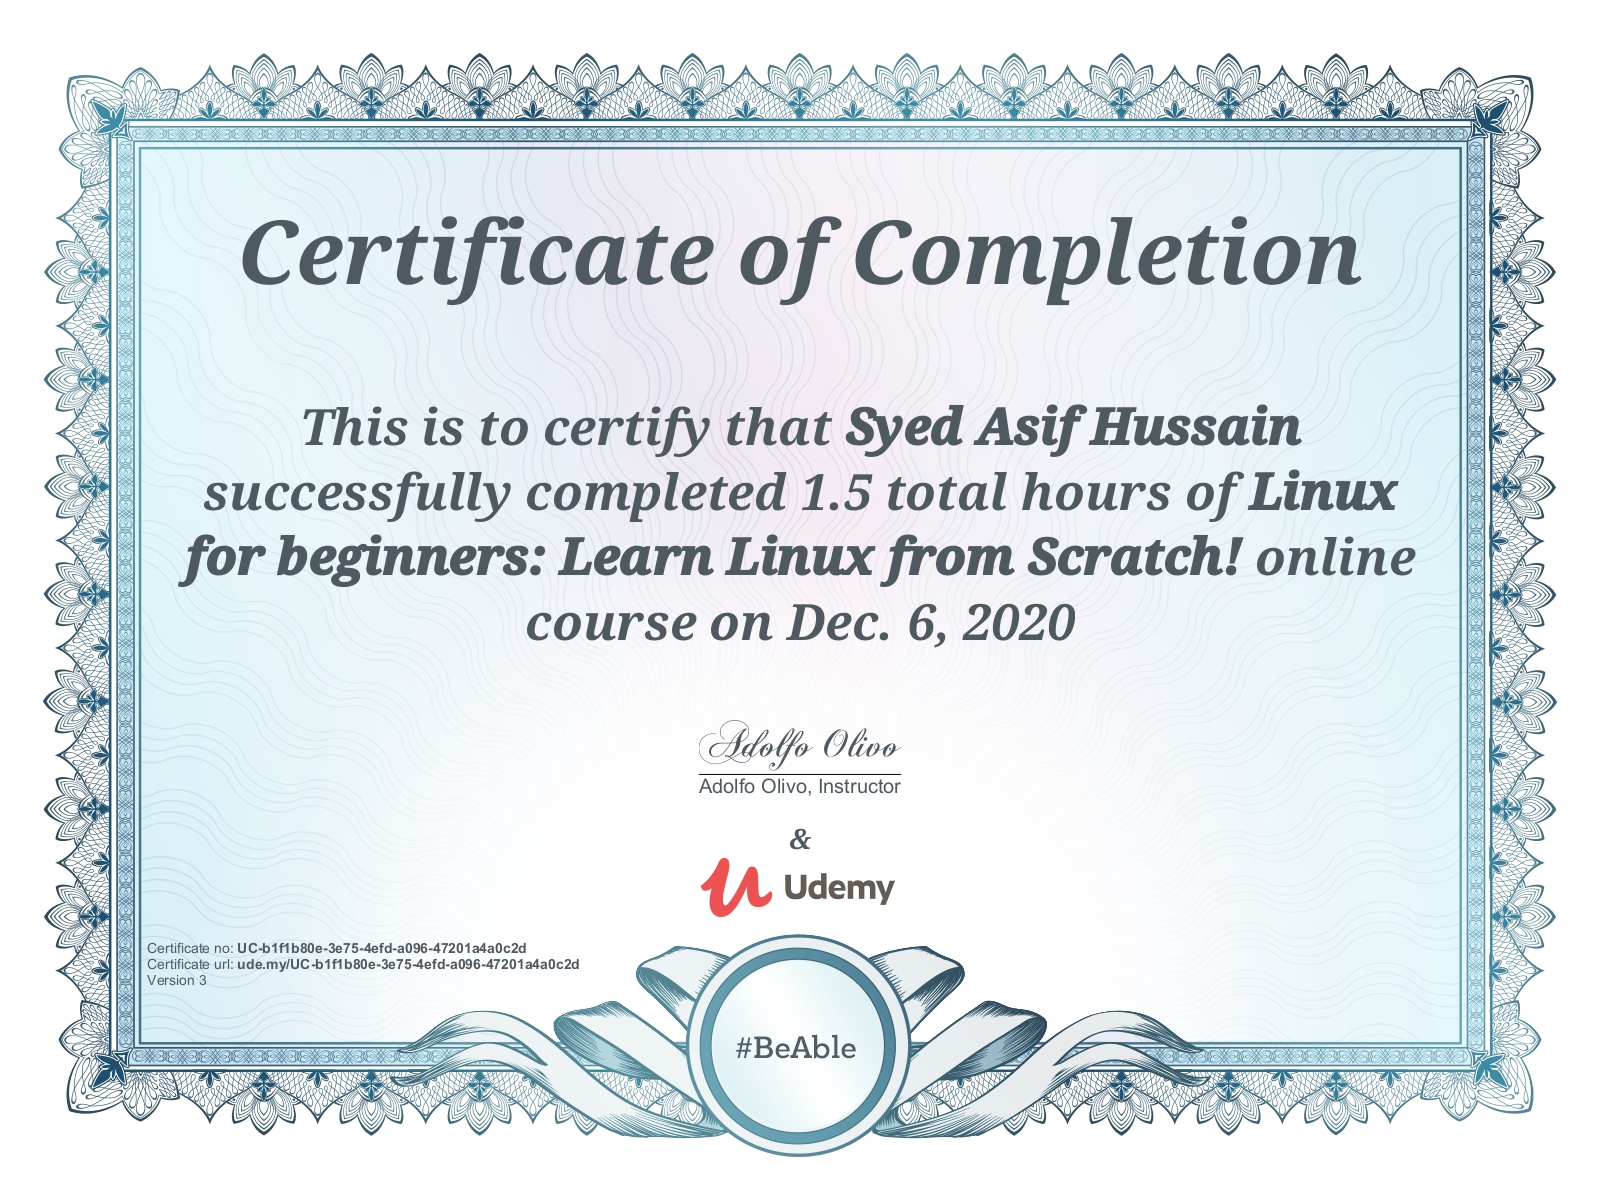 Certificate of Completion
This is to certify that Syed Asif Hussain
successfully completed 1.5 total hours of Linux
for beginners: Learn Linux from Scratch! online
course on Dec. 6, 2020
Adolfo Olivo
Adolfo Olivo, Instructor
&
Udemy
Certificate no: UC-b1f1b80e-3e75-4efd-a096-47201a4a0c2d
Certificate url: ude.my/UC-b1f1b80e-3e75-4efd-a096-47201a4a0c2d
Version 3
#BeAble